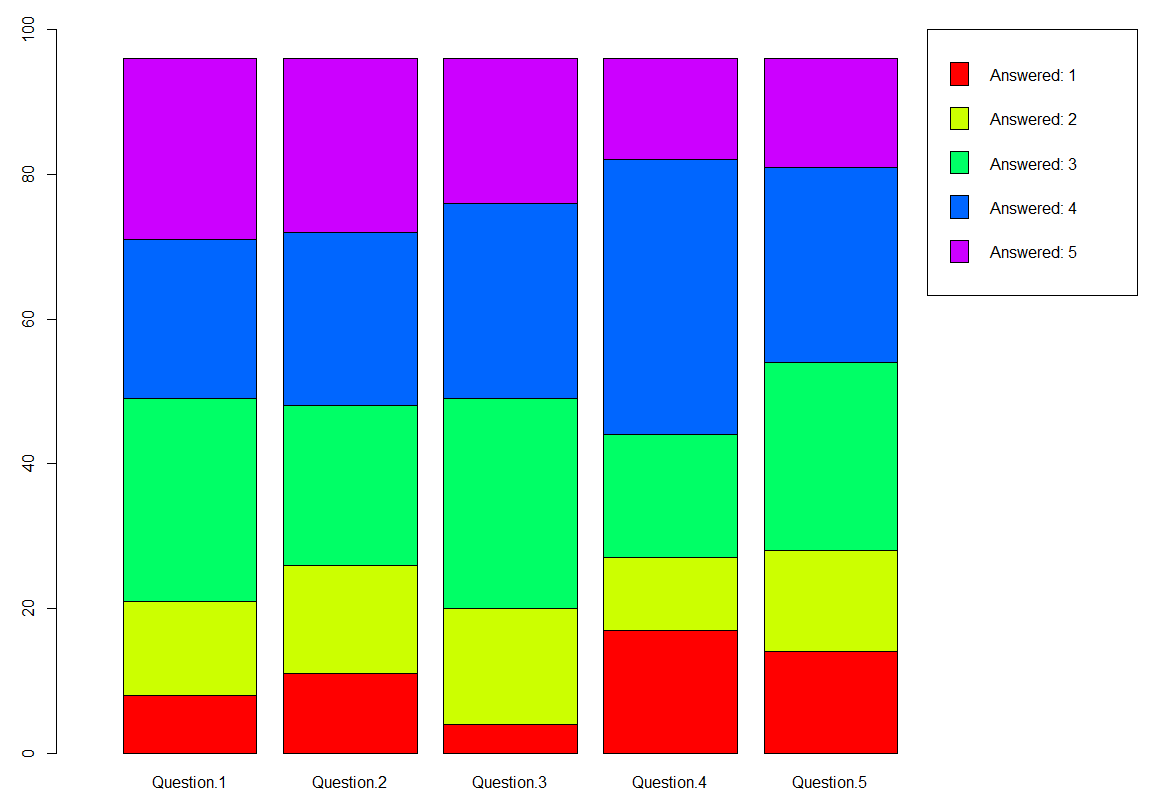 100
80
60
40
20
0
Question.1 Question.2 Question.3 Question.4 Question.5
Answered: 1
Answered: 2
Answered: 3
Answered: 4
Answered: 5